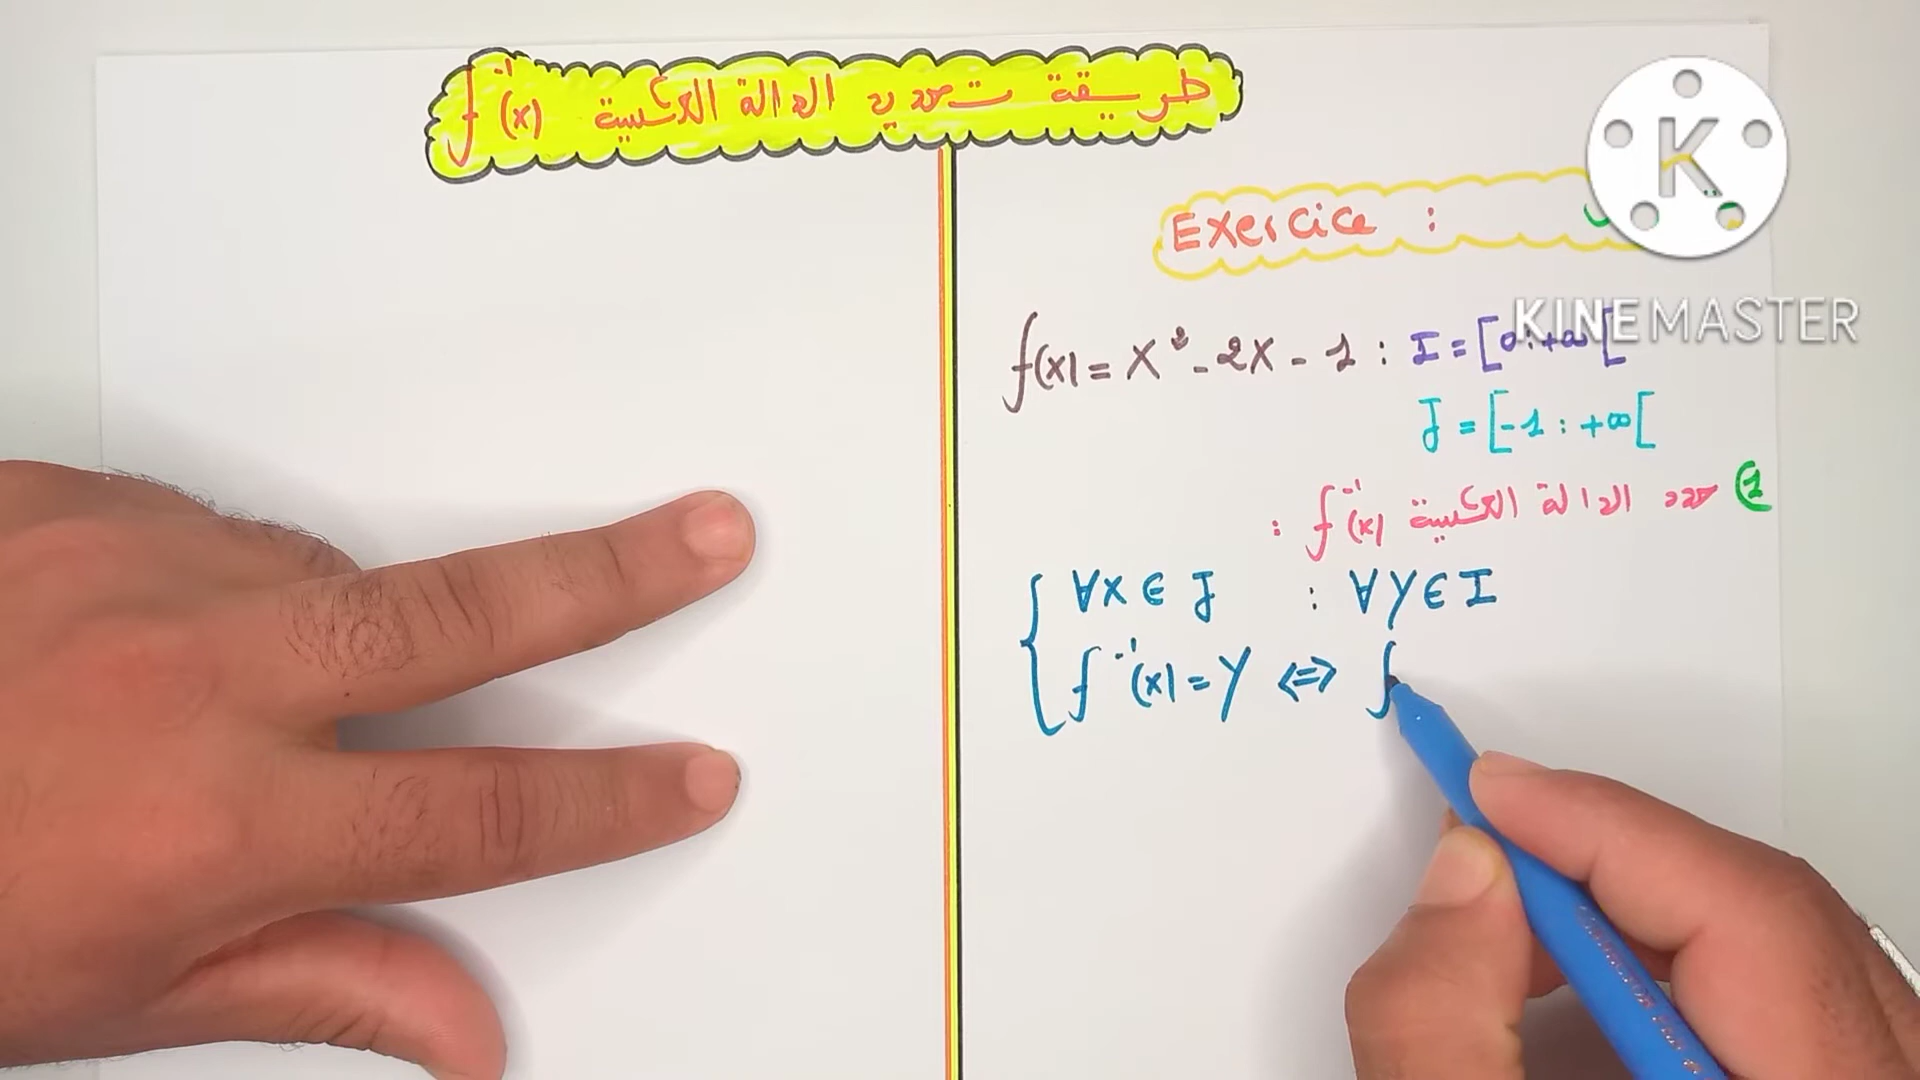 طريقة تحديد الدالة العكسية f⁻¹(x)
Exercice :
K
KINEMASTER
f(x) = x² - 2x - 1 : I = [0 ; +∞[
J = [-1 ; +∞[
1) حدد الدالة العكسية f⁻¹(x) :
∀x ∈ J : ∀y ∈ I
f⁻¹(x) = y ⇔ f